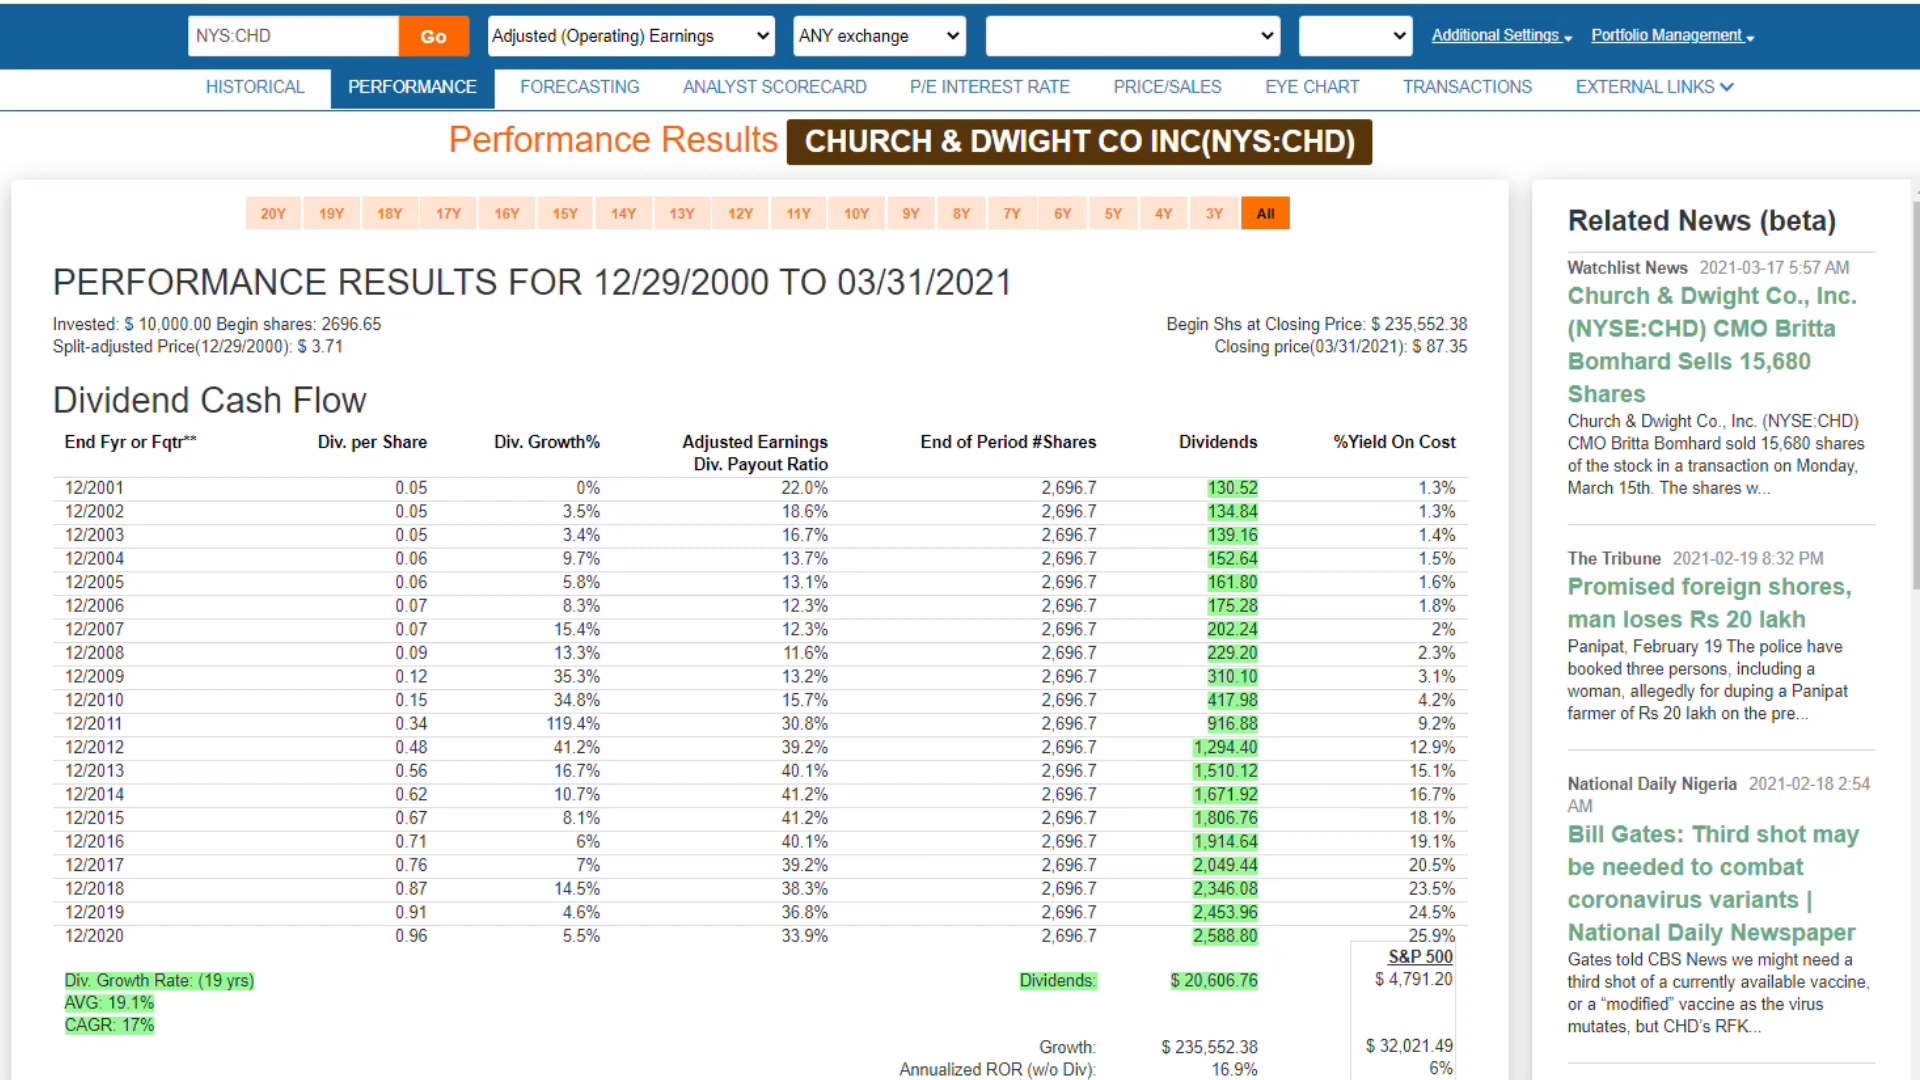 NYS:CHD Go Adjusted (Operating) Earnings ANY exchange Additional Settings Portfolio Management
HISTORICAL PERFORMANCE FORECASTING ANALYST SCORECARD P/E INTEREST RATE PRICE/SALES EYE CHART TRANSACTIONS EXTERNAL LINKS
Performance Results CHURCH & DWIGHT CO INC(NYS:CHD)
20Y 19Y 18Y 17Y 16Y 15Y 14Y 13Y 12Y 11Y 10Y 9Y 8Y 7Y 6Y 5Y 4Y 3Y All
PERFORMANCE RESULTS FOR 12/29/2000 TO 03/31/2021
Invested: $ 10,000.00 Begin shares: 2696.65 Begin Shs at Closing Price: $ 235,552.38
Split-adjusted Price(12/29/2000): $ 3.71 Closing price(03/31/2021): $ 87.35
Dividend Cash Flow
End Fyr or Fqtr** Div. per Share Div. Growth% Adjusted Earnings End of Period #Shares Dividends %Yield On Cost
Div. Payout Ratio
12/2001 0.05 0% 22.0% 2,696.7 130.52 1.3%
12/2002 0.05 3.5% 18.6% 2,696.7 134.84 1.3%
12/2003 0.05 3.4% 16.7% 2,696.7 139.16 1.4%
12/2004 0.06 9.7% 13.7% 2,696.7 152.64 1.5%
12/2005 0.06 5.8% 13.1% 2,696.7 161.80 1.6%
12/2006 0.07 8.3% 12.3% 2,696.7 175.28 1.8%
12/2007 0.07 15.4% 12.3% 2,696.7 202.24 2%
12/2008 0.09 13.3% 11.6% 2,696.7 229.20 2.3%
12/2009 0.12 35.3% 13.2% 2,696.7 310.10 3.1%
12/2010 0.15 34.8% 15.7% 2,696.7 417.98 4.2%
12/2011 0.34 119.4% 30.8% 2,696.7 916.88 9.2%
12/2012 0.48 41.2% 39.2% 2,696.7 1,294.40 12.9%
12/2013 0.56 16.7% 40.1% 2,696.7 1,510.12 15.1%
12/2014 0.62 10.7% 41.2% 2,696.7 1,671.92 16.7%
12/2015 0.67 8.1% 41.2% 2,696.7 1,806.76 18.1%
12/2016 0.71 6% 40.1% 2,696.7 1,914.64 19.1%
12/2017 0.76 7% 39.2% 2,696.7 2,049.44 20.5%
12/2018 0.87 14.5% 38.3% 2,696.7 2,346.08 23.5%
12/2019 0.91 4.6% 36.8% 2,696.7 2,453.96 24.5%
12/2020 0.96 5.5% 33.9% 2,696.7 2,588.80 25.9%
S&P 500
Div. Growth Rate: (19 yrs) Dividends: $ 20,606.76 $ 4,791.20
AVG: 19.1%
CAGR: 17%
Growth: $ 235,552.38 $ 32,021.49
Annualized ROR (w/o Div): 16.9% 6%
Related News (beta)
Watchlist News 2021-03-17 5:57 AM
Church & Dwight Co., Inc.
(NYSE:CHD) CMO Britta
Bomhard Sells 15,680
Shares
Church & Dwight Co., Inc. (NYSE:CHD)
CMO Britta Bomhard sold 15,680 shares
of the stock in a transaction on Monday,
March 15th. The shares w...
The Tribune 2021-02-19 8:32 PM
Promised foreign shores,
man loses Rs 20 lakh
Panipat, February 19 The police have
booked three persons, including a
woman, allegedly for duping a Panipat
farmer of Rs 20 lakh on the pre...
National Daily Nigeria 2021-02-18 2:54
AM
Bill Gates: Third shot may
be needed to combat
coronavirus variants |
National Daily Newspaper
Gates told CBS News we might need a
third shot of a currently available vaccine,
or a “modified” vaccine as the virus
mutates, but CHD’s RFK...